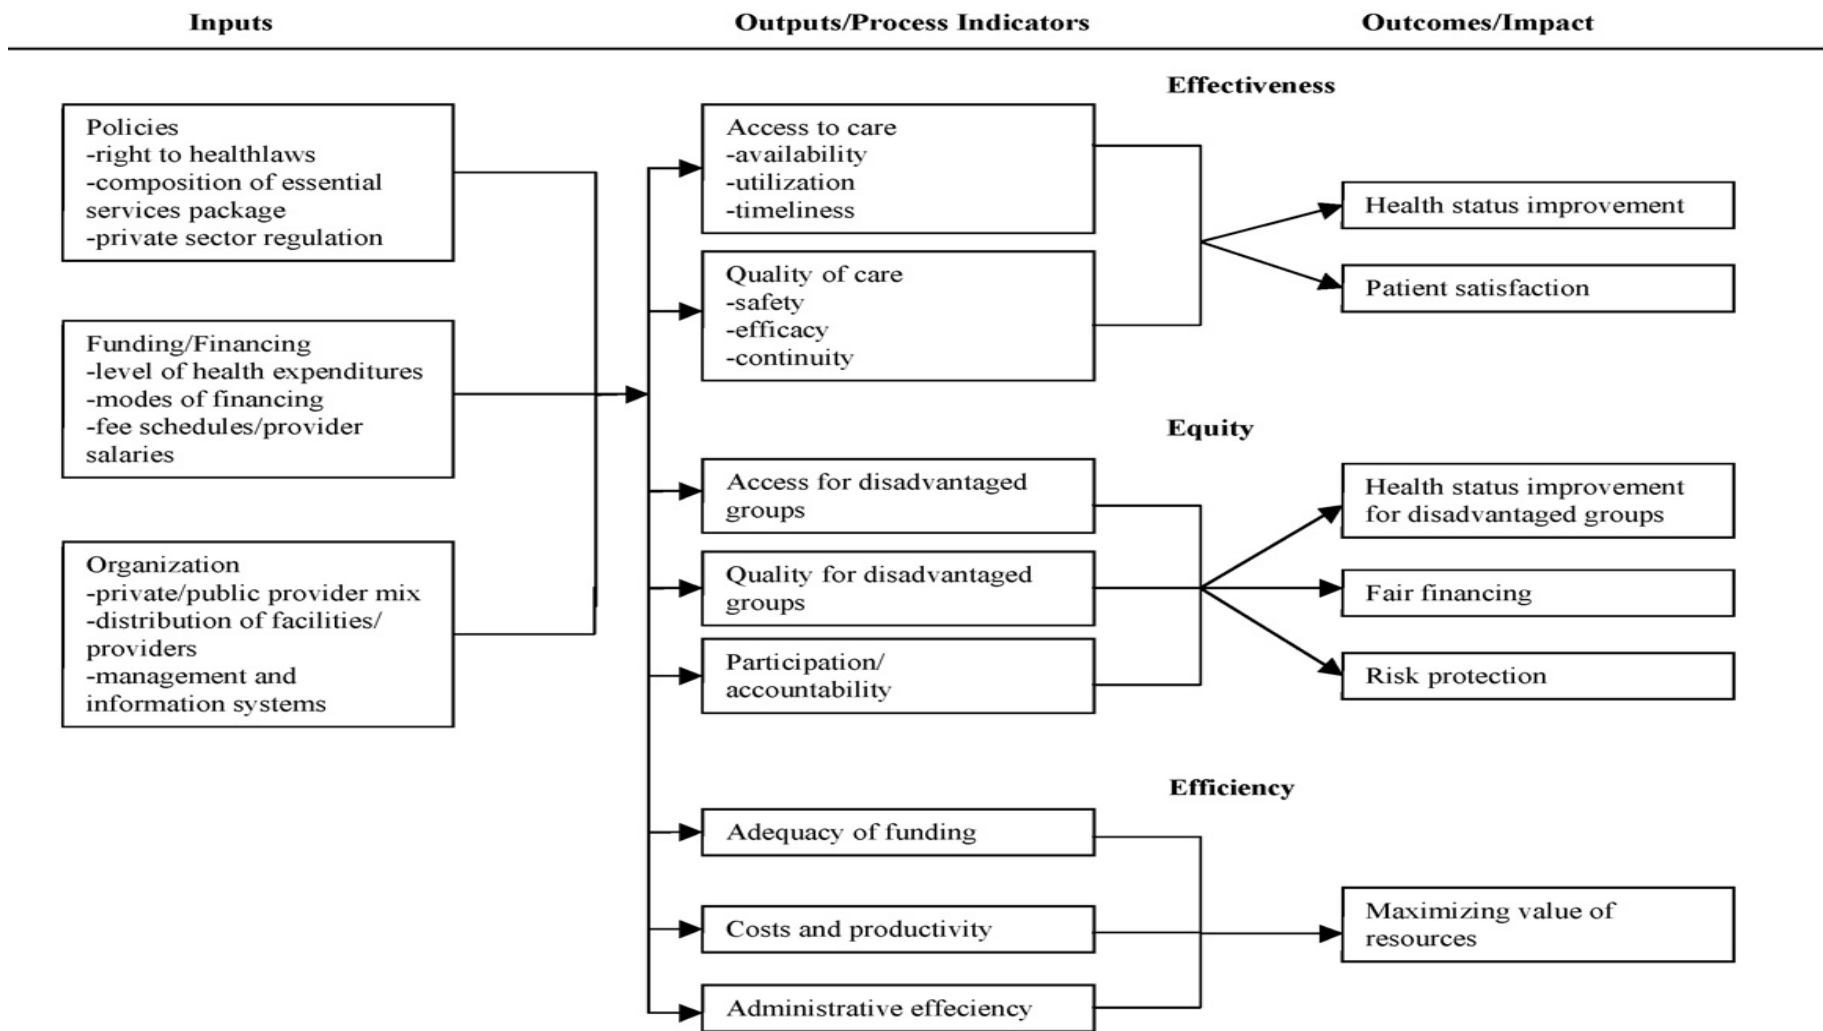 Inputs
Outputs/Process Indicators
Outcomes/Impact
Policies
-right to healthlaws
-composition of essential
services package
-private sector regulation
Funding/Financing
-level of health expenditures
-modes of financing
-fee schedules/provider
salaries
Organization
-private/public provider mix
-distribution of facilities/
providers
-management and
information systems
Effectiveness
Access to care
-availability
-utilization
-timeliness
Quality of care
-safety
-efficacy
-continuity
Health status improvement
Patient satisfaction
Equity
Access for disadvantaged
groups
Quality for disadvantaged
groups
Participation/
accountability
Health status improvement
for disadvantaged groups
Fair financing
Risk protection
Efficiency
Adequacy of funding
Costs and productivity
Administrative effeciency
Maximizing value of
resources